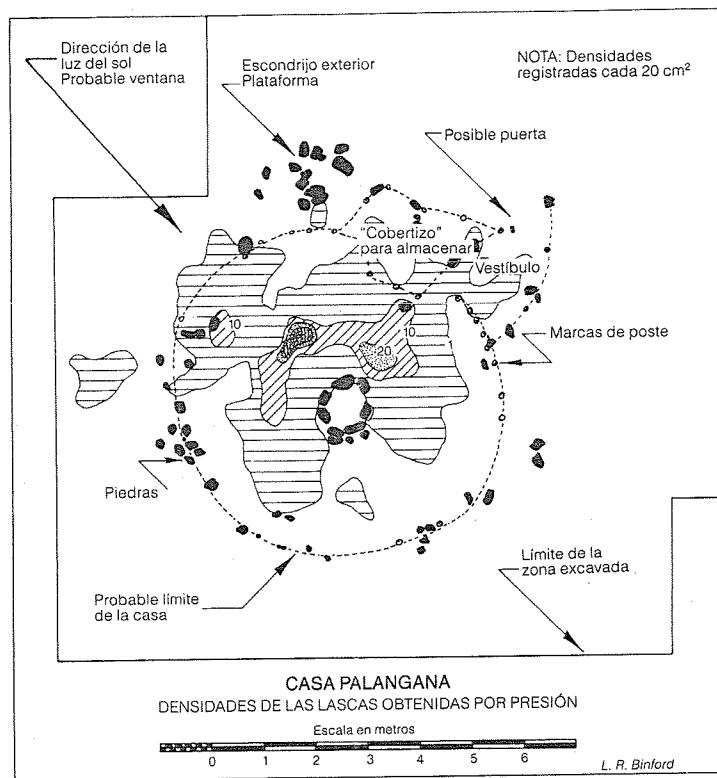 Dirección de la
luz del sol
Probable ventana
Escondrijo exterior
Plataforma
NOTA: Densidades
registradas cada 20 cm²
Posible puerta
"Cobertizo"
para almacenar
Vestíbulo
10
10
20
Marcas de poste
Piedras
Límite de la
zona excavada
Probable límite
de la casa
CASA PALANGANA
DENSIDADES DE LAS LASCAS OBTENIDAS POR PRESIÓN
Escala en metros
0 1 2 3 4 5 6
L. R. Binford